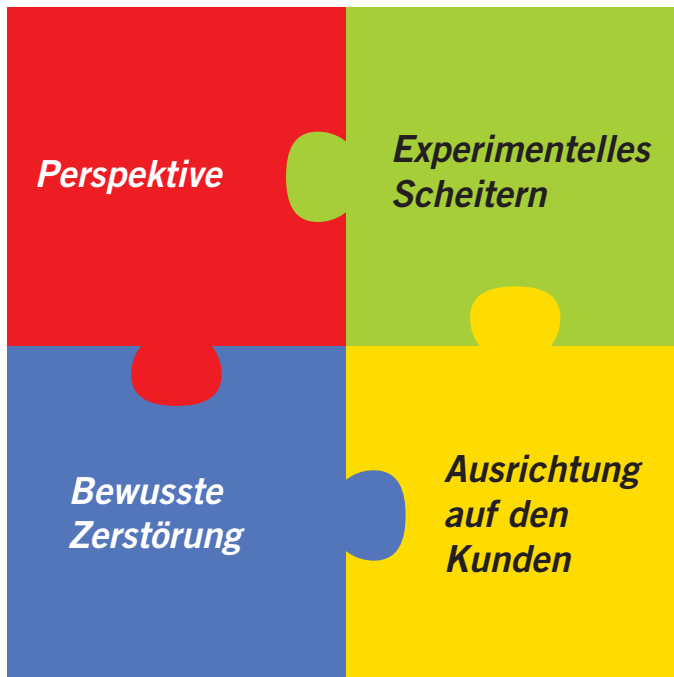 Perspektive
Experimentelles
Scheitern
Bewusste
Zerstörung
Ausrichtung
auf den
Kunden